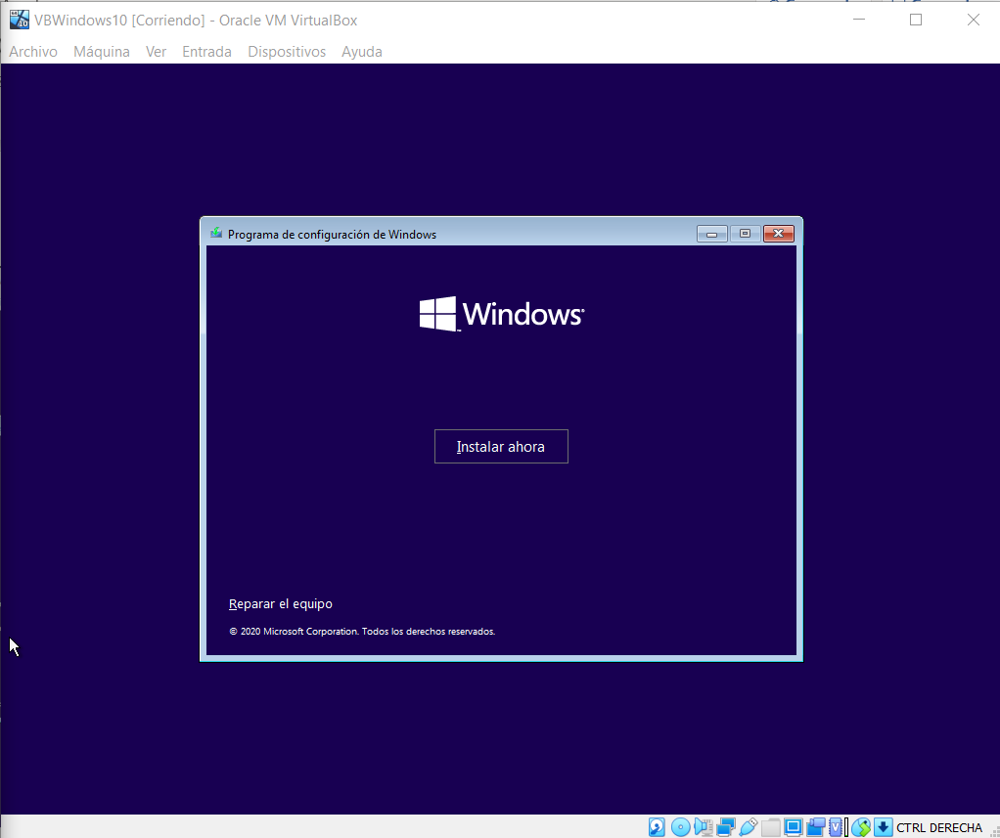 VBWindows10 [Corriendo] - Oracle VM VirtualBox
Archivo Máquina Ver Entrada Dispositivos Ayuda
Programa de configuración de Windows
Windows
Instalar ahora
Reparar el equipo
© 2020 Microsoft Corporation. Todos los derechos reservados.
CTRL DERECHA